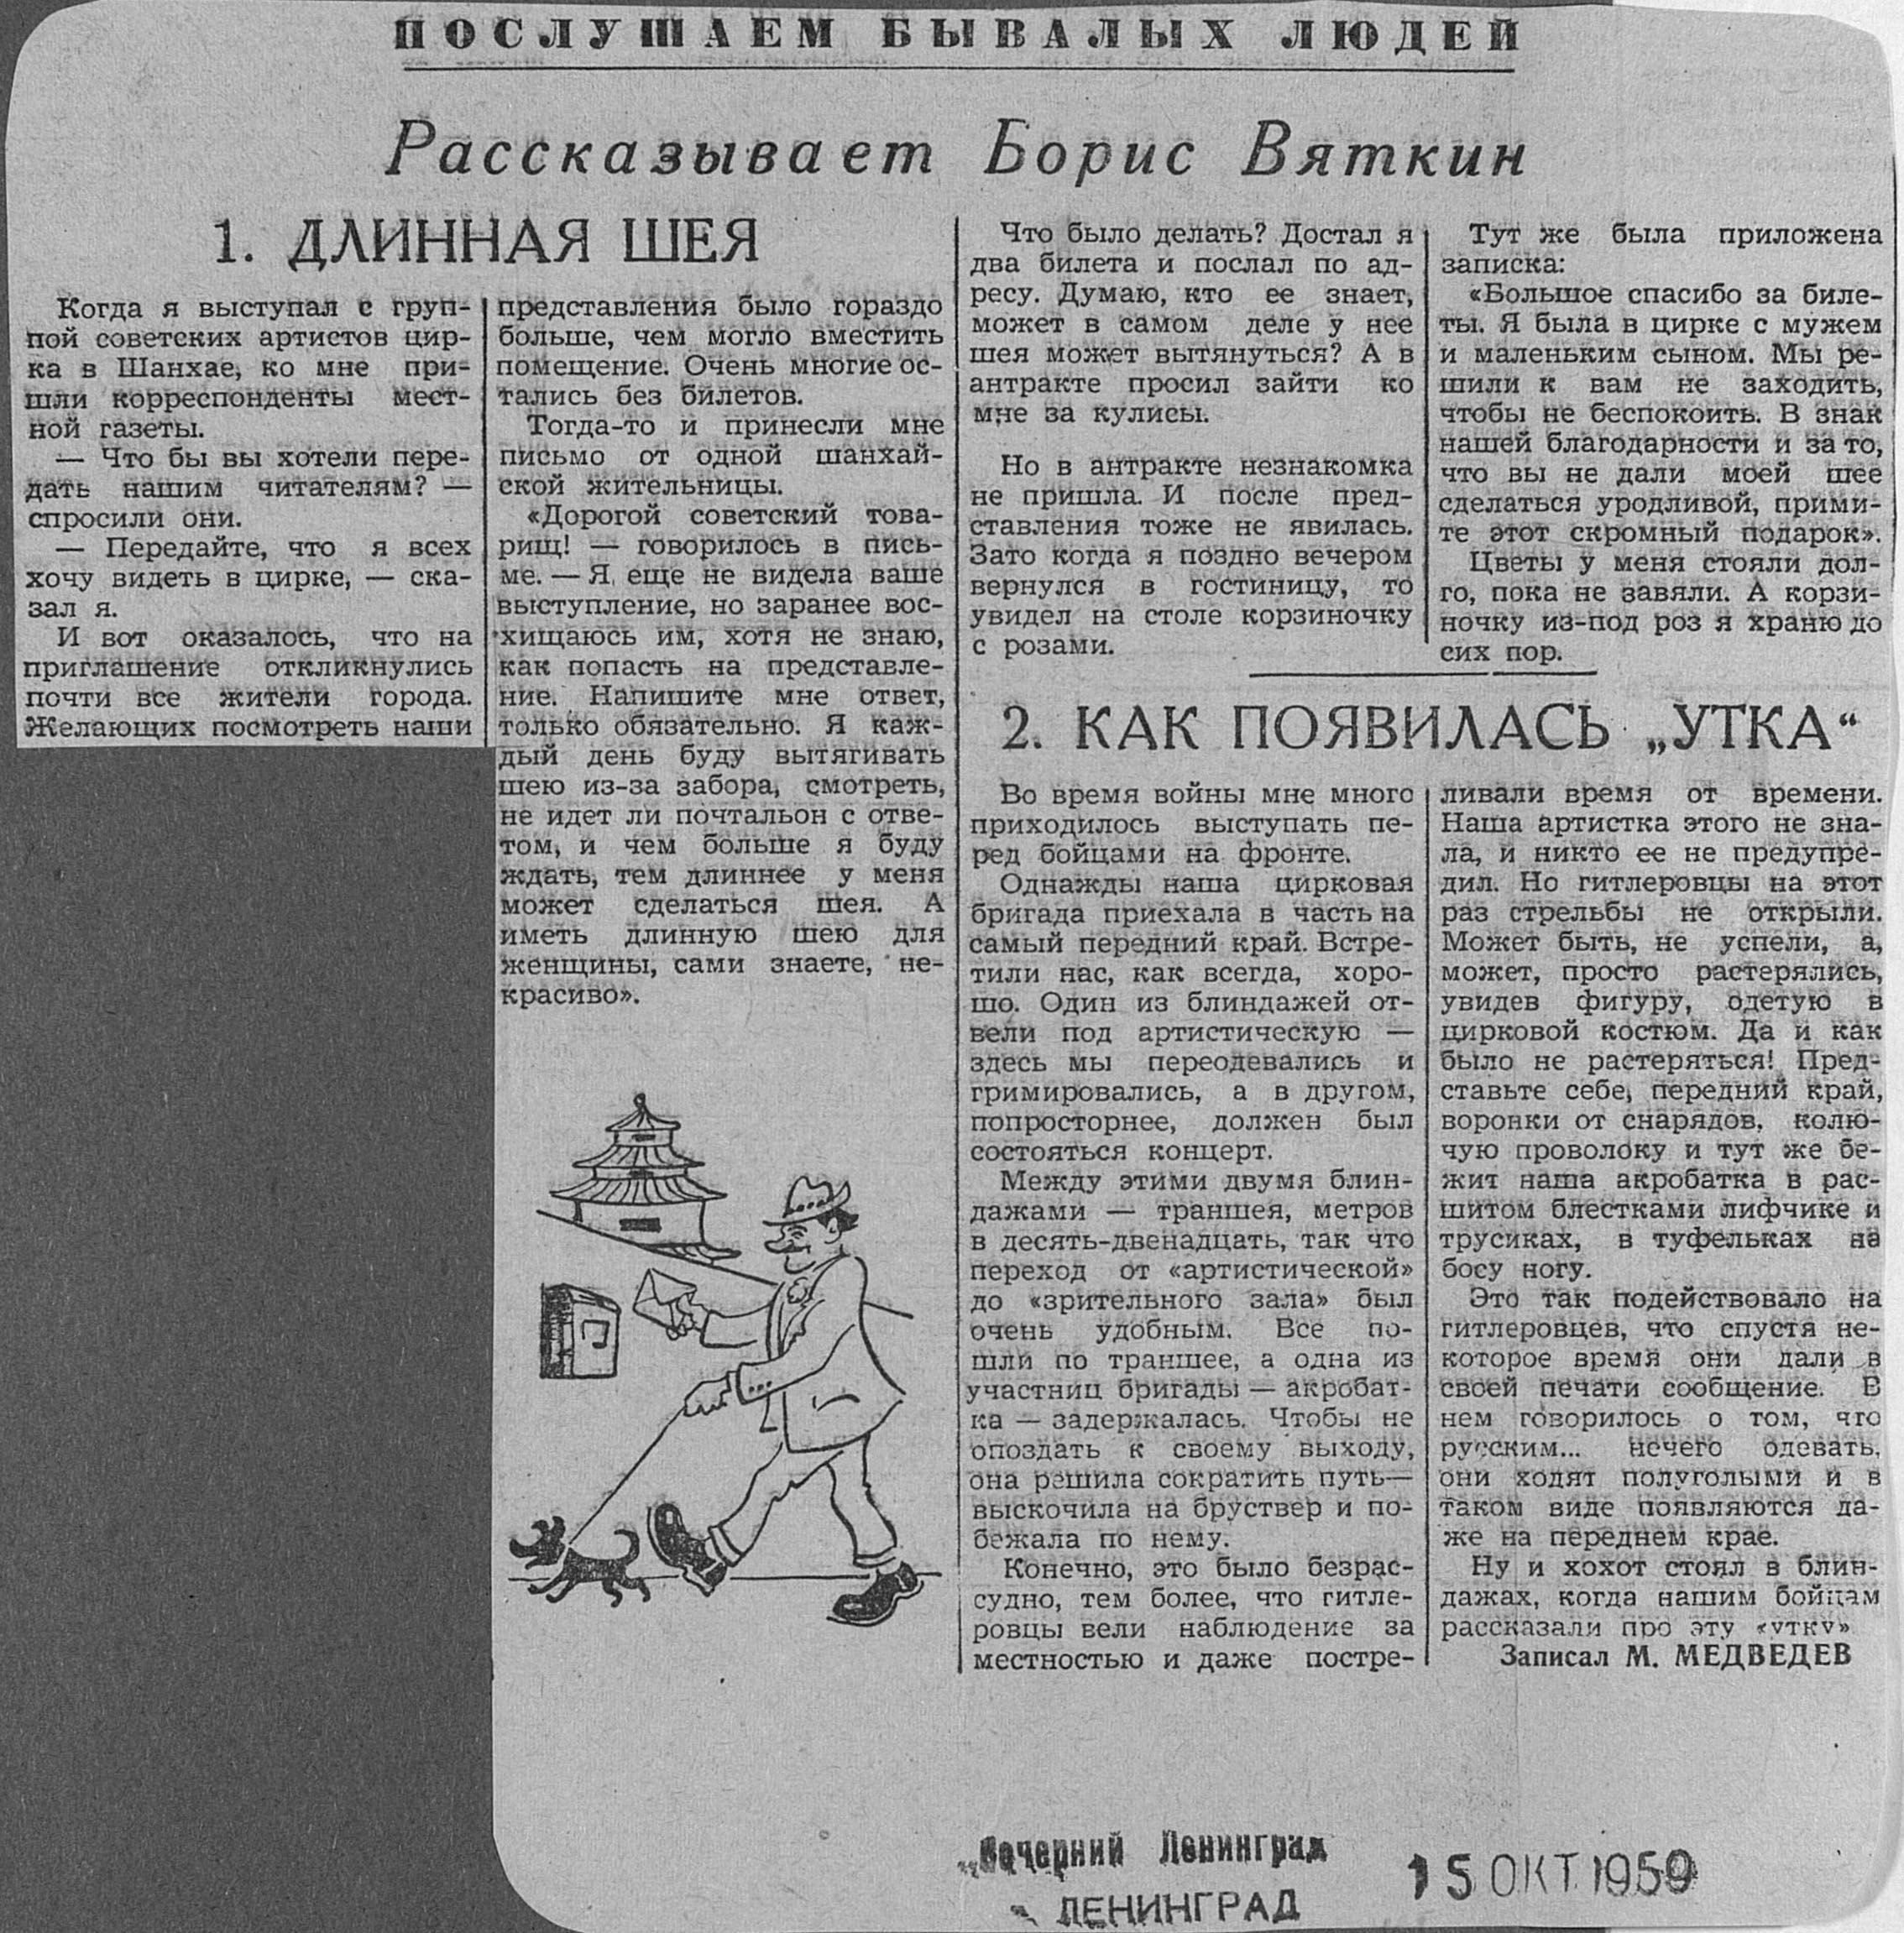 ПОСЛУШАЕМ БЫВАЛЫХ ЛЮДЕЙ
Рассказывает Борис Вяткин
1. ДЛИННАЯ ШЕЯ
Когда я выступал с груп-
пой советских артистов цир-
ка в Шанхае, ко мне при-
шли корреспонденты мест-
ной газеты.
— Что бы вы хотели пере-
дать нашим читателям? —
спросили они.
— Передайте, что я всех
хочу видеть в цирке, — ска-
зал я.
И вот оказалось, что на
приглашение откликнулись
почти все жители города.
Желающих посмотреть наши
представления было гораздо
больше, чем могло вместить
помещение. Очень многие ос-
тались без билетов.
Тогда-то и принесли мне
письмо от одной шанхай-
ской жительницы.
«Дорогой советский това-
рищ! — говорилось в пись-
ме. — Я еще не видела ваше
выступление, но заранее вос-
хищаюсь им, хотя не знаю,
как попасть на представле-
ние. Напишите мне ответ,
только обязательно. Я каж-
дый день буду вытягивать
шею из-за забора, смотреть,
не идет ли почтальон с отве-
том, и чем больше я буду
ждать, тем длиннее у меня
может сделаться шея. А
иметь длинную шею для
женщины, сами знаете, не-
красиво».
Что было делать? Достал я
два билета и послал по ад-
ресу. Думаю, кто ее знает,
может в самом деле у нее
шея может вытянуться? А в
антракте просил зайти ко
мне за кулисы.
Но в антракте незнакомка
не пришла. И после пред-
ставления тоже не явилась.
Зато когда я поздно вечером
вернулся в гостиницу, то
увидел на столе корзиночку
с розами.
Тут же была приложена
записка:
«Большое спасибо за биле-
ты. Я была в цирке с мужем
и маленьким сыном. Мы ре-
шили к вам не заходить,
чтобы не беспокоить. В знак
нашей благодарности и за то,
что вы не дали моей шее
сделаться уродливой, прими-
те этот скромный подарок».
Цветы у меня стояли дол-
го, пока не завяли. А корзи-
ночку из-под роз я храню до
сих пор.
2. КАК ПОЯВИЛАСЬ „УТКА“
Во время войны мне много
приходилось выступать пе-
ред бойцами на фронте.
Однажды наша цирковая
бригада приехала в часть на
самый передний край. Встре-
тили нас, как всегда, хоро-
шо. Один из блиндажей от-
вели под артистическую —
здесь мы переодевались и
гримировались, а в другом,
попросторнее, должен был
состояться концерт.
Между этими двумя блин-
дажами — траншея, метров
в десять-двенадцать, так что
переход от «артистической»
до «зрительного зала» был
очень удобным. Все по-
шли по траншее, а одна из
участниц бригады — акробат-
ка — задержалась. Чтобы не
опоздать к своему выходу,
она решила сократить путь—
выскочила на бруствер и по-
бежала по нему.
Конечно, это было безрас-
судно, тем более, что гитле-
ровцы вели наблюдение за
местностью и даже постре-
ливали время от времени.
Наша артистка этого не зна-
ла, и никто ее не предупре-
дил. Но гитлеровцы на этот
раз стрельбы не открыли.
Может быть, не успели, а,
может, просто растерялись,
увидев фигуру, одетую в
цирковой костюм. Да и как
было не растеряться! Пред-
ставьте себе, передний край,
воронки от снарядов, колю-
чую проволоку и тут же бе-
жит наша акробатка в рас-
шитом блестками лифчике и
трусиках, в туфельках на
босу ногу.
Это так подействовало на
гитлеровцев, что спустя не-
которое время они дали в
своей печати сообщение. В
нем говорилось о том, что
русским... нечего одевать,
они ходят полуголыми и в
таком виде появляются да-
же на переднем крае.
Ну и хохот стоял в блин-
дажах, когда нашим бойцам
рассказали про эту «утку»
Записал М. МЕДВЕДЕВ
„Вечерний Ленинград
ЛЕНИНГРАД
15 ОКТ 1959